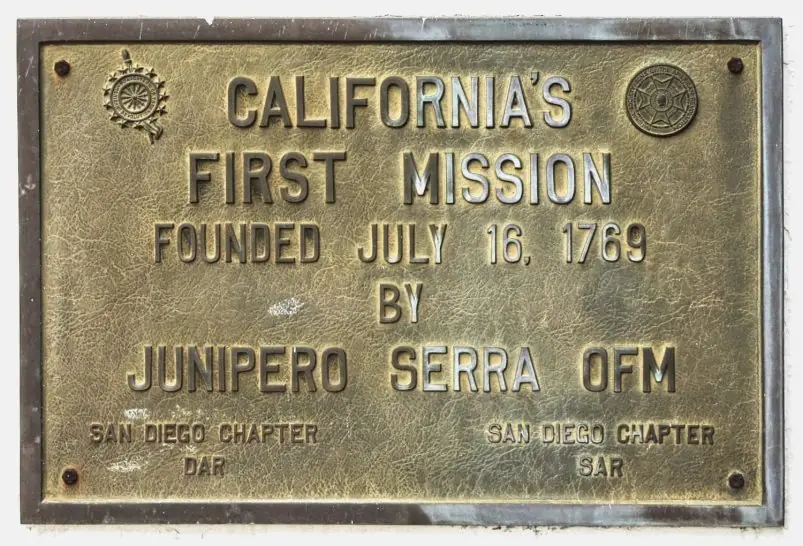 CALIFORNIA'S
FIRST MISSION
FOUNDED JULY 16, 1769
BY
JUNIPERO SERRA OFM
SAN DIEGO CHAPTER
DAR
SAN DIEGO CHAPTER
SAR